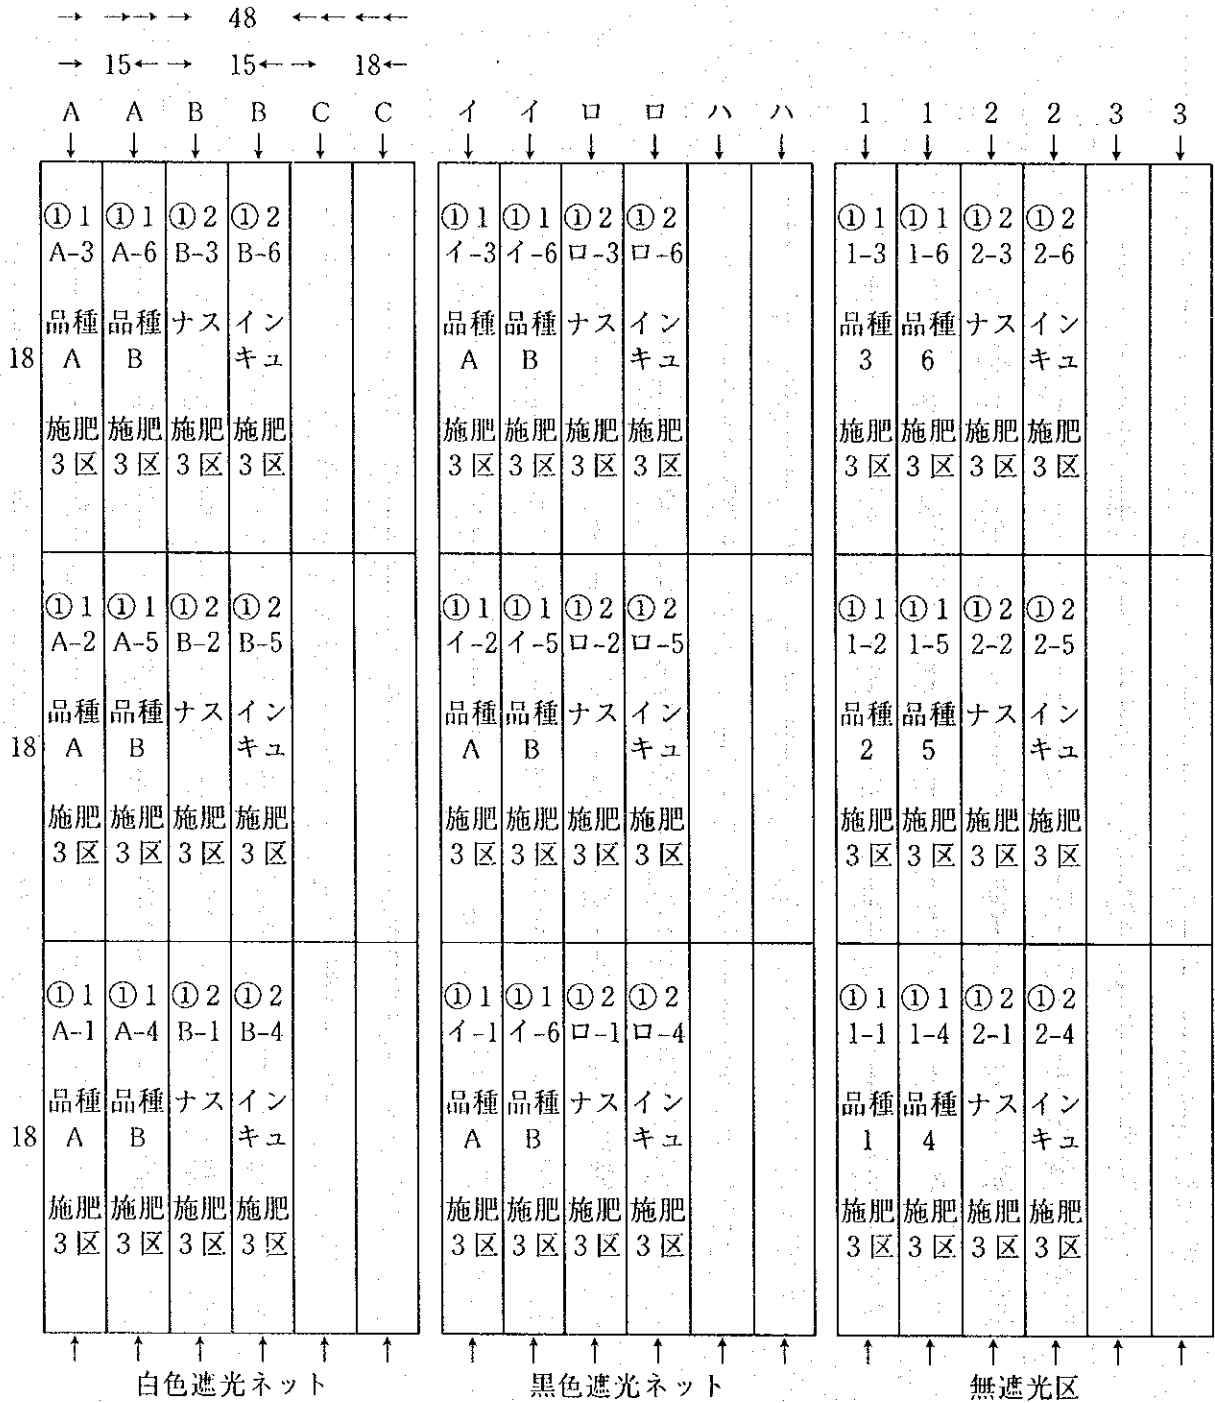 → →→ → 48 ←← ←←
→ 15← → 15← → 18←
A A B B C C イ イ ロ ロ ハ ハ 1 1 2 2 3 3
↓ ↓ ↓ ↓ ↓ ↓ ↓ ↓ ↓ ↓ ↓ ↓ ↓ ↓ ↓ ↓ ↓ ↓
①1 ①1 ①2 ①2 ①1 ①1 ①2 ①2 ①1 ①1 ①2 ①2
A-3 A-6 B-3 B-6 イ-3 イ-6 ロ-3 ロ-6 1-3 1-6 2-3 2-6
品種 品種 ナス イン 品種 品種 ナス イン 品種 品種 ナス イン
18 A B キュ A B キュ 3 6 キュ
施肥 施肥 施肥 施肥 施肥 施肥 施肥 施肥 施肥 施肥 施肥 施肥
3区 3区 3区 3区 3区 3区 3区 3区 3区 3区 3区 3区
①1 ①1 ①2 ①2 ①1 ①1 ①2 ①2 ①1 ①1 ①2 ①2
A-2 A-5 B-2 B-5 イ-2 イ-5 ロ-2 ロ-5 1-2 1-5 2-2 2-5
品種 品種 ナス イン 品種 品種 ナス イン 品種 品種 ナス イン
18 A B キュ A B キュ 2 5 キュ
施肥 施肥 施肥 施肥 施肥 施肥 施肥 施肥 施肥 施肥 施肥 施肥
3区 3区 3区 3区 3区 3区 3区 3区 3区 3区 3区 3区
①1 ①1 ①2 ①2 ①1 ①1 ①2 ①2 ①1 ①1 ①2 ①2
A-1 A-4 B-1 B-4 イ-1 イ-6 ロ-1 ロ-4 1-1 1-4 2-1 2-4
品種 品種 ナス イン 品種 品種 ナス イン 品種 品種 ナス イン
18 A B キュ A B キュ 1 4 キュ
施肥 施肥 施肥 施肥 施肥 施肥 施肥 施肥 施肥 施肥 施肥 施肥
3区 3区 3区 3区 3区 3区 3区 3区 3区 3区 3区 3区
↑ ↑ ↑ ↑ ↑ ↑ ↑ ↑ ↑ ↑ ↑ ↑ ↑ ↑ ↑ ↑ ↑ ↑
白色遮光ネット 黒色遮光ネット 無遮光区